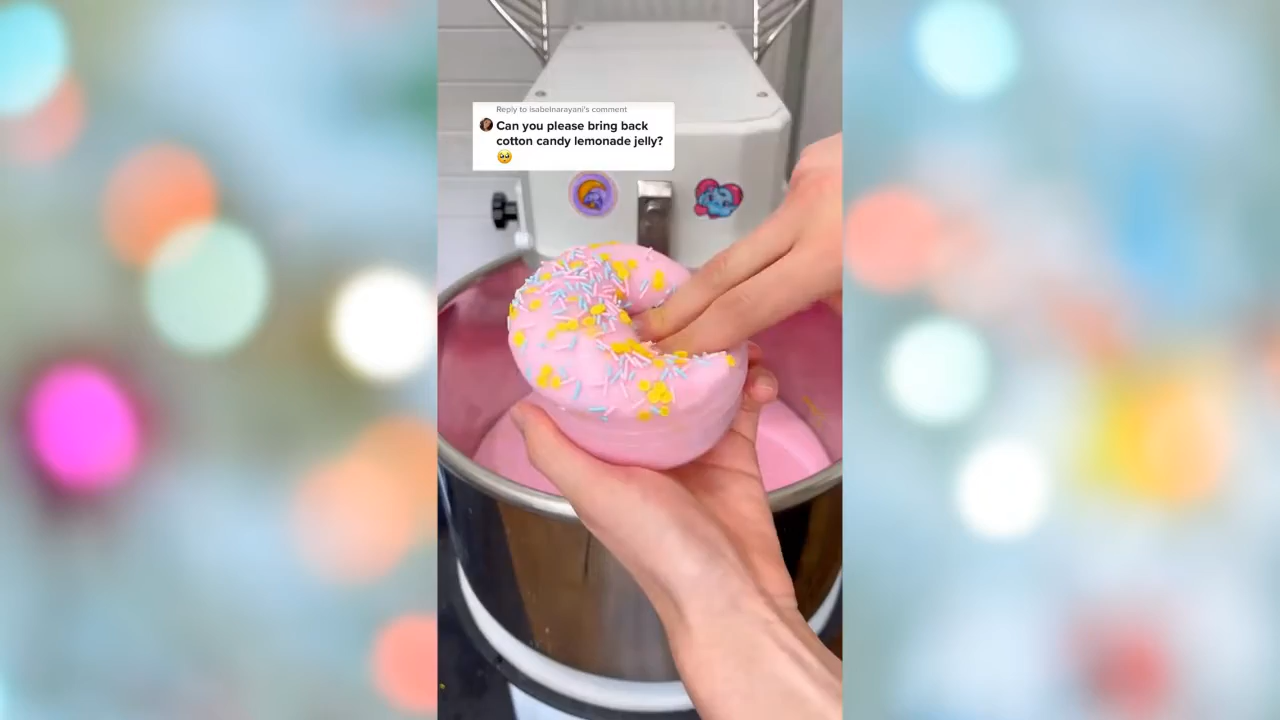 Reply to isabelnarayani's comment
Can you please bring back
cotton candy lemonade jelly?
🥺